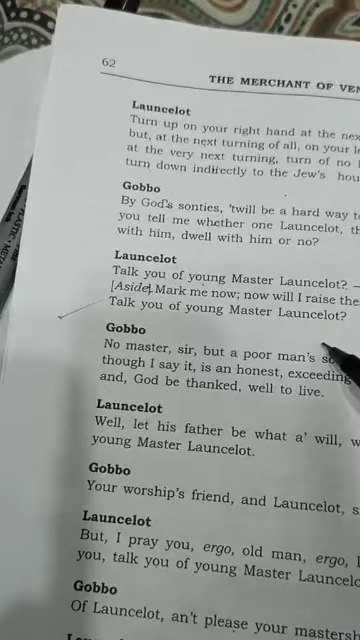 62
THE MERCHANT OF VEN
Launcelot
Turn up on your right hand at the nex
but, at the next turning of all, on your le
at the very next turning, turn of no
turn down indirectly to the Jew's hou
Gobbo
By God's sonties, 'twill be a hard way to
you tell me whether one Launcelot, th
with him, dwell with him or no?
Launcelot
Talk you of young Master Launcelot? —
[Aside] Mark me now; now will I raise the
Talk you of young Master Launcelot?
Gobbo
No master, sir, but a poor man's so
though I say it, is an honest, exceeding
and, God be thanked, well to live.
Launcelot
Well, let his father be what a' will, w
young Master Launcelot.
Gobbo
Your worship's friend, and Launcelot, s
Launcelot
But, I pray you, ergo, old man, ergo, I
you, talk you of young Master Launcelo
Gobbo
Of Launcelot, an't please your mastersh